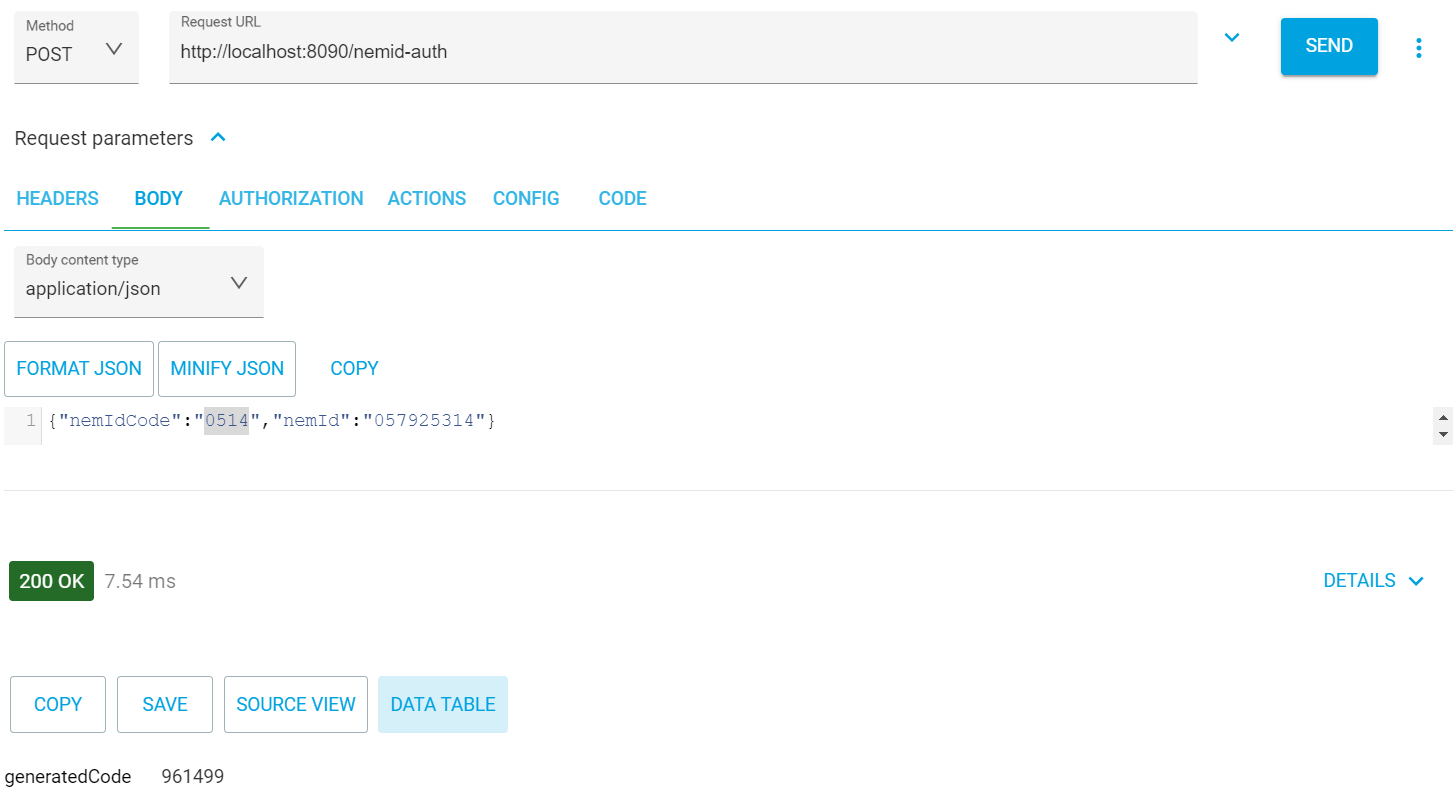 Method
POST
Request URL
http://localhost:8090/nemid-auth
SEND
Request parameters
HEADERS BODY AUTHORIZATION ACTIONS CONFIG CODE
Body content type
application/json
FORMAT JSON MINIFY JSON COPY
1 {"nemIdCode":"0514","nemId":"057925314"}
200 OK 7.54 ms DETAILS
COPY SAVE SOURCE VIEW DATA TABLE
generatedCode 961499